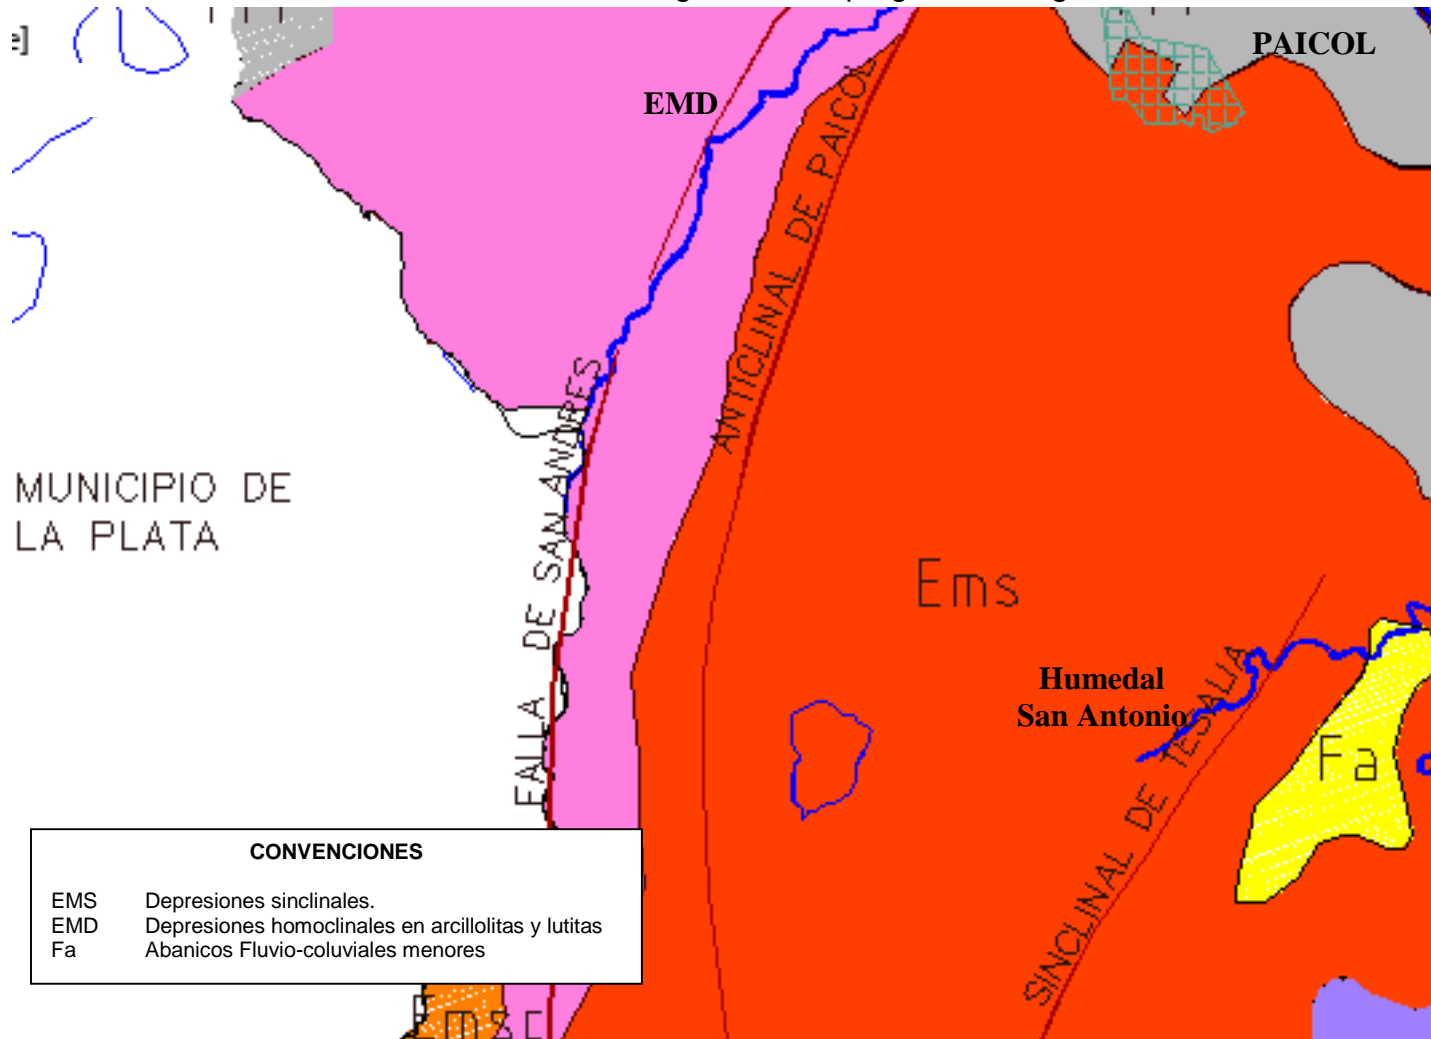 e]
PAICOL
EMD
ANTICLINAL DE PAICOL
FALLA DE SAN ANDRES
MUNICIPIO DE
LA PLATA
Ems
Humedal
San Antonio
SINCLINAL DE TESALIA
Fa
CONVENCIONES
EMS Depresiones sinclinales.
EMD Depresiones homoclinales en arcillolitas y lutitas
Fa Abanicos Fluvio-coluviales menores